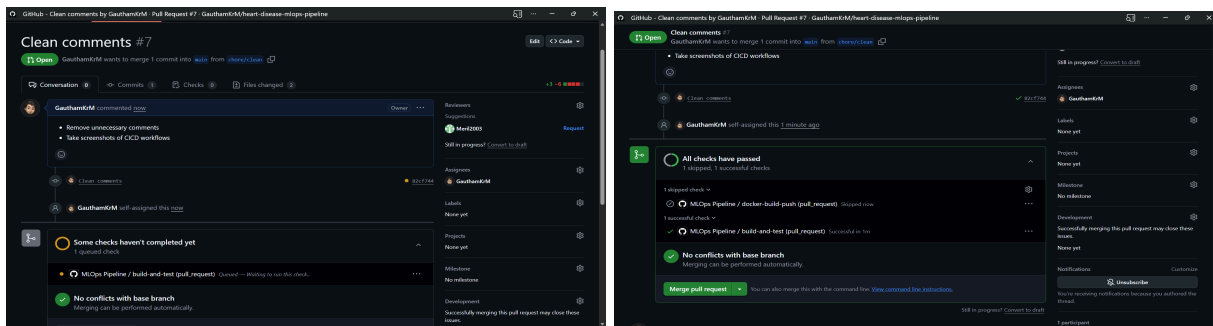 GitHub - Clean comments by GauthamKrM · Pull Request #7 · GauthamKrM/heart-disease-mlops-pipeline
Clean comments #7
Edit
<> Code
Open
GauthamKrM wants to merge 1 commit into main from chore/clean
Conversation 0
Commits 1
Checks 0
Files changed 2
+3 -6
GauthamKrM commented now
Owner
• Remove unnecessary comments
• Take screenshots of CICD workflows
Clean comments
02cf744
GauthamKrM self-assigned this now
Some checks haven't completed yet
1 queued check
MLOps Pipeline / build-and-test (pull_request) Queued — Waiting to run this check...
No conflicts with base branch
Merging can be performed automatically.
Reviewers
Suggestions
Meril2003
Request
Still in progress? Convert to draft
Assignees
GauthamKrM
Labels
None yet
Projects
None yet
Milestone
No milestone
Development
Successfully merging this pull request may close these
issues.
GitHub - Clean comments by GauthamKrM · Pull Request #7 · GauthamKrM/heart-disease-mlops-pipeline
Open
Clean comments #7
GauthamKrM wants to merge 1 commit into main from chore/clean
• Take screenshots of CICD workflows
Clean comments
02cf744
GauthamKrM self-assigned this 1 minute ago
All checks have passed
1 skipped, 1 successful checks
1 skipped check
MLOps Pipeline / docker-build-push (pull_request) Skipped now
1 successful check
MLOps Pipeline / build-and-test (pull_request) Successful in 1m
No conflicts with base branch
Merging can be performed automatically.
Merge pull request
You can also merge this with the command line. View command line instructions.
Still in progress? Convert to draft
Still in progress? Convert to draft
Assignees
GauthamKrM
Labels
None yet
Projects
None yet
Milestone
No milestone
Development
Successfully merging this pull request may close these
issues.
None yet
Notifications
Customize
Unsubscribe
You're receiving notifications because you authored the
thread.
1 participant